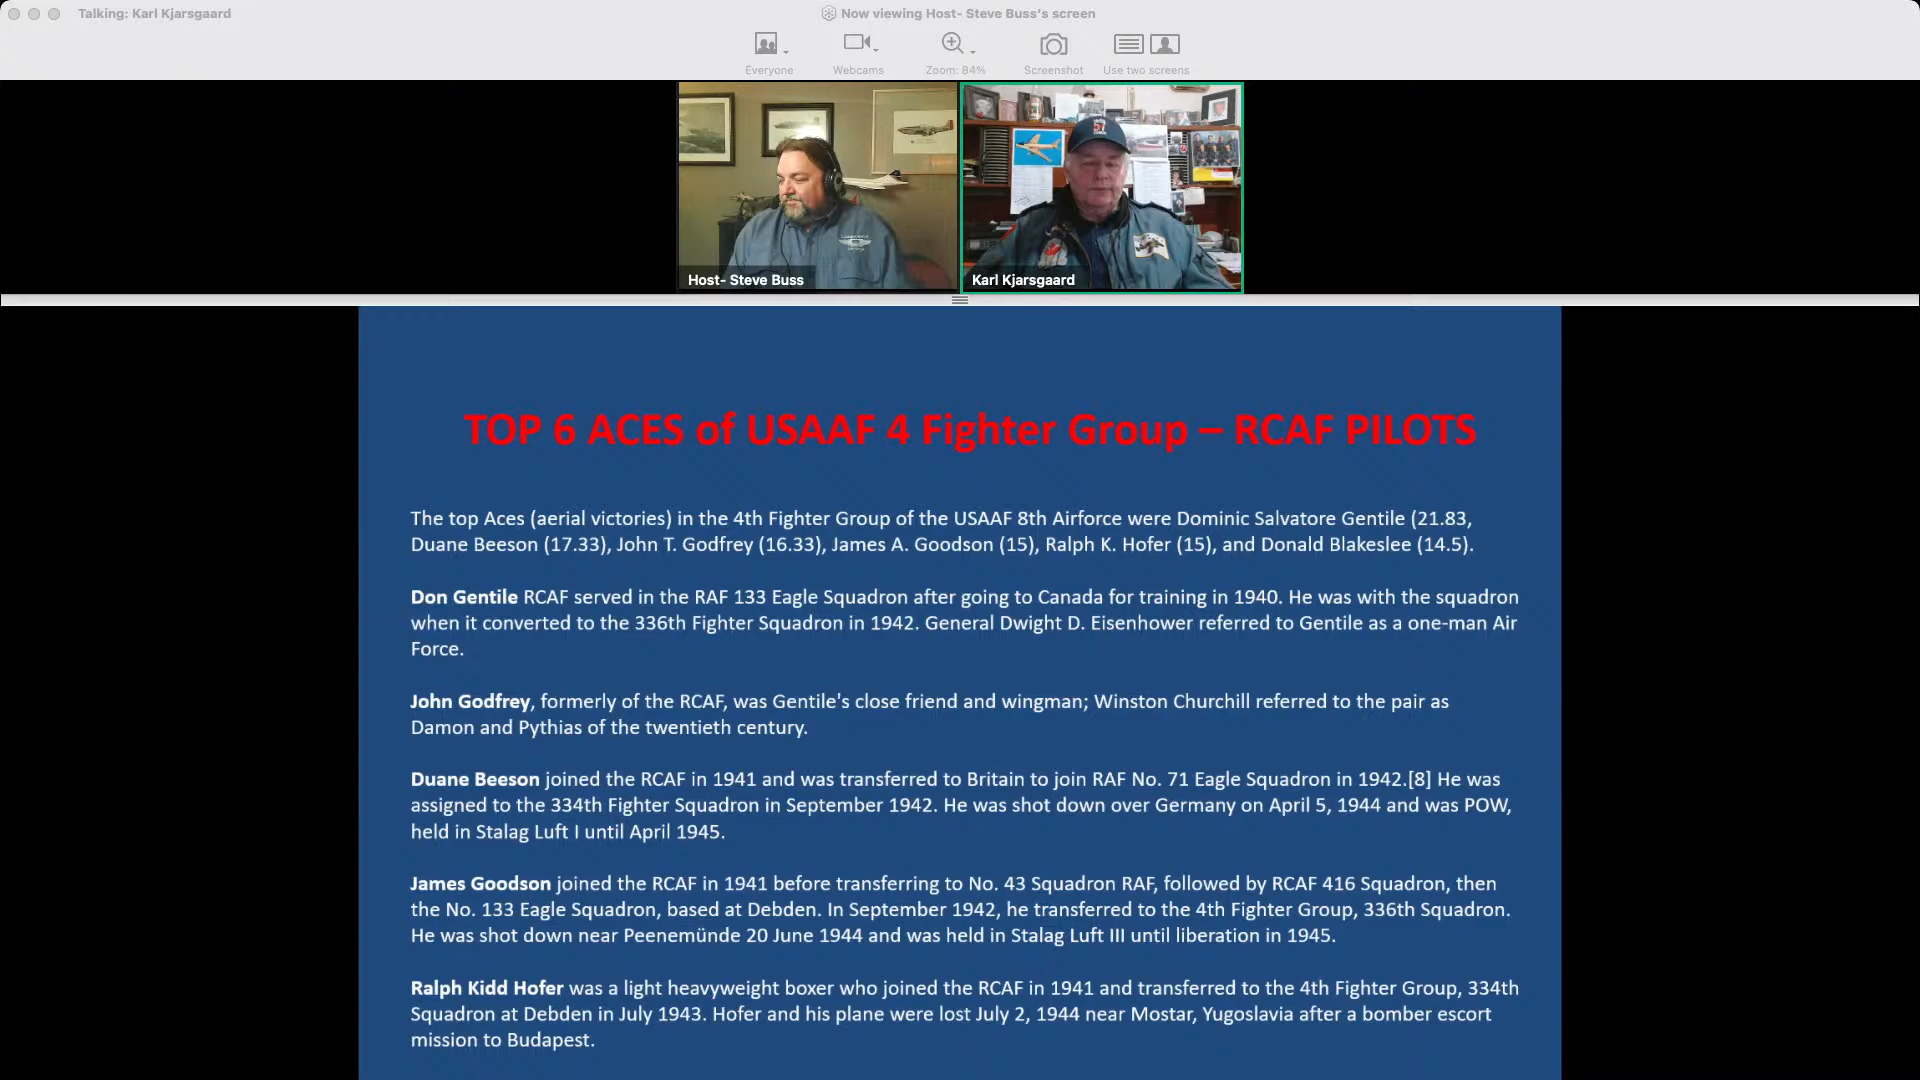 Talking: Karl Kjarsgaard
Now viewing Host- Steve Buss's screen
Everyone
Webcams
Zoom: 84%
Screenshot
Use two screens
Host- Steve Buss
Karl Kjarsgaard
TOP 6 ACES of USAAF 4 Fighter Group – RCAF PILOTS
The top Aces (aerial victories) in the 4th Fighter Group of the USAAF 8th Airforce were Dominic Salvatore Gentile (21.83,
Duane Beeson (17.33), John T. Godfrey (16.33), James A. Goodson (15), Ralph K. Hofer (15), and Donald Blakeslee (14.5).
Don Gentile RCAF served in the RAF 133 Eagle Squadron after going to Canada for training in 1940. He was with the squadron
when it converted to the 336th Fighter Squadron in 1942. General Dwight D. Eisenhower referred to Gentile as a one-man Air
Force.
John Godfrey, formerly of the RCAF, was Gentile's close friend and wingman; Winston Churchill referred to the pair as
Damon and Pythias of the twentieth century.
Duane Beeson joined the RCAF in 1941 and was transferred to Britain to join RAF No. 71 Eagle Squadron in 1942.[8] He was
assigned to the 334th Fighter Squadron in September 1942. He was shot down over Germany on April 5, 1944 and was POW,
held in Stalag Luft I until April 1945.
James Goodson joined the RCAF in 1941 before transferring to No. 43 Squadron RAF, followed by RCAF 416 Squadron, then
the No. 133 Eagle Squadron, based at Debden. In September 1942, he transferred to the 4th Fighter Group, 336th Squadron.
He was shot down near Peenemünde 20 June 1944 and was held in Stalag Luft III until liberation in 1945.
Ralph Kidd Hofer was a light heavyweight boxer who joined the RCAF in 1941 and transferred to the 4th Fighter Group, 334th
Squadron at Debden in July 1943. Hofer and his plane were lost July 2, 1944 near Mostar, Yugoslavia after a bomber escort
mission to Budapest.